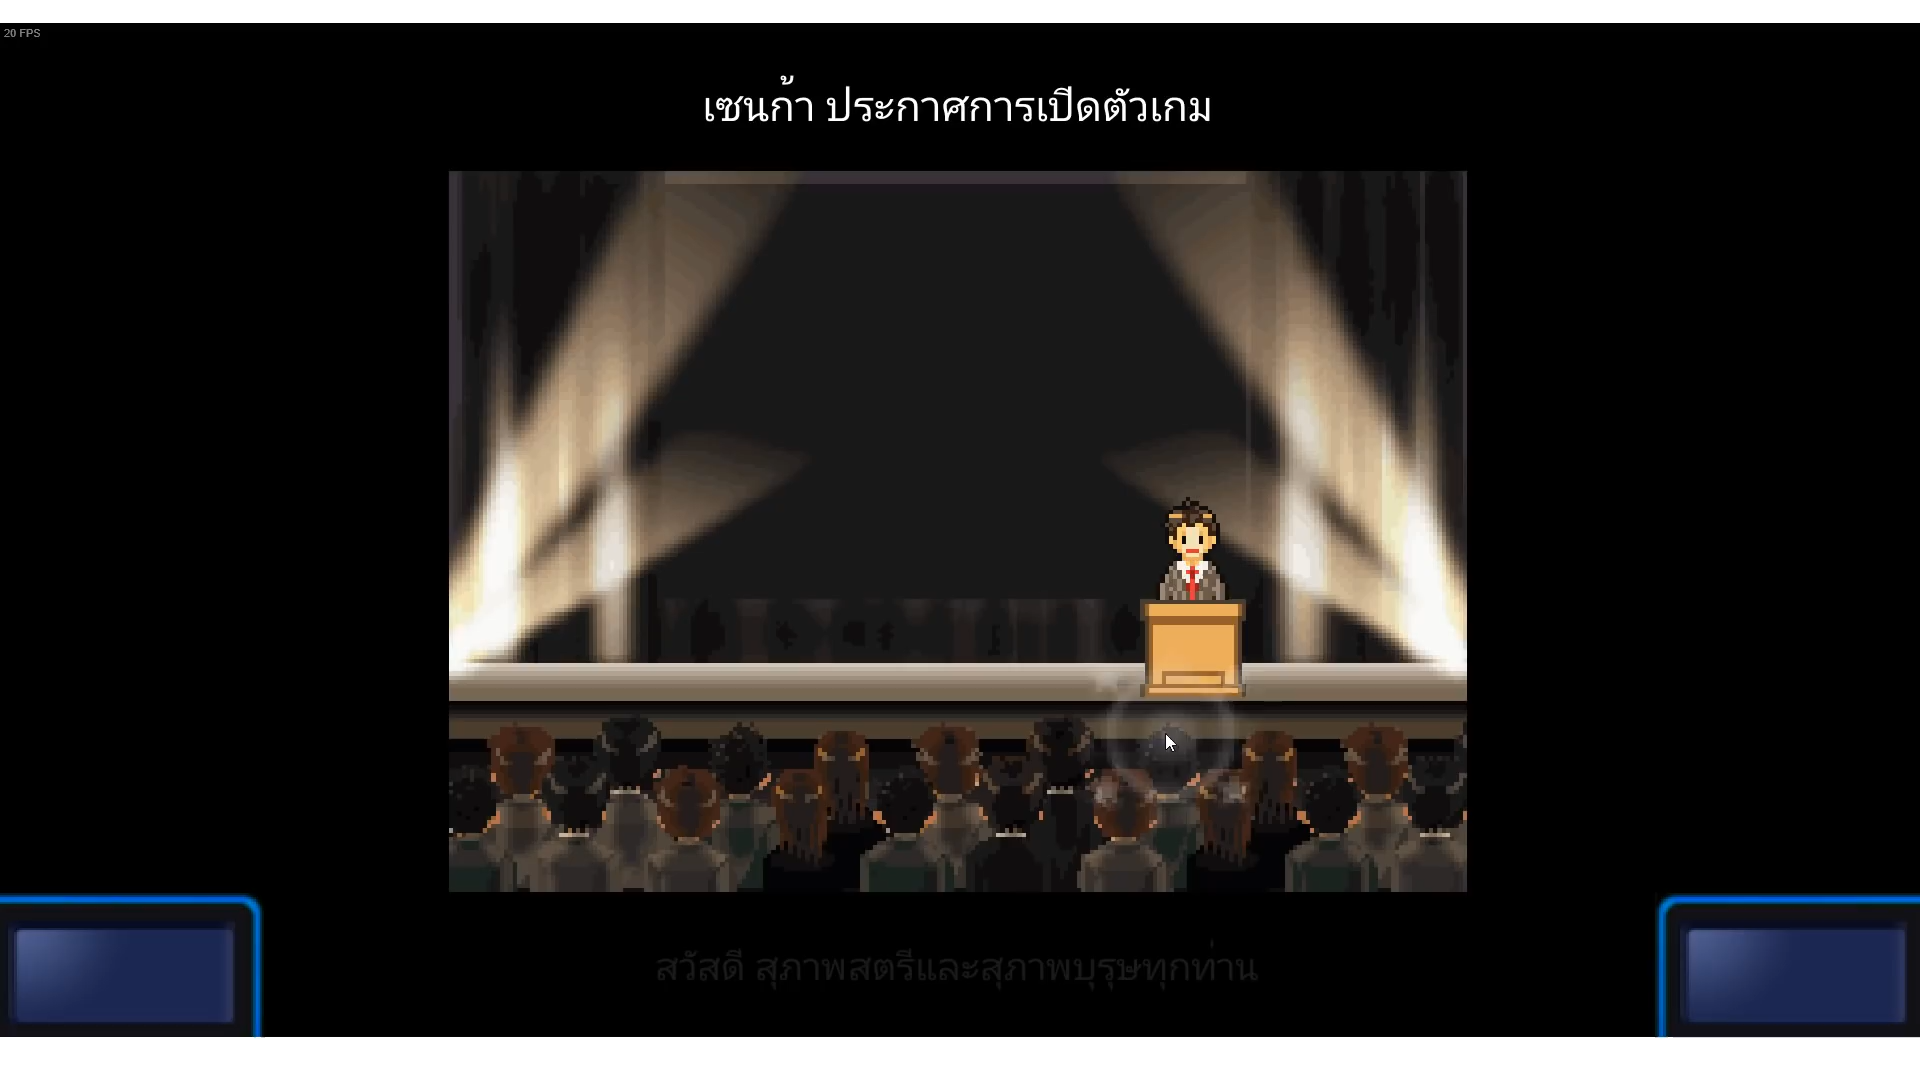 20 FPS
เซนก้า ประกาศการเปิดตัวเกม
สวัสดี สุภาพสตรีและสุภาพบุรุษทุกท่าน